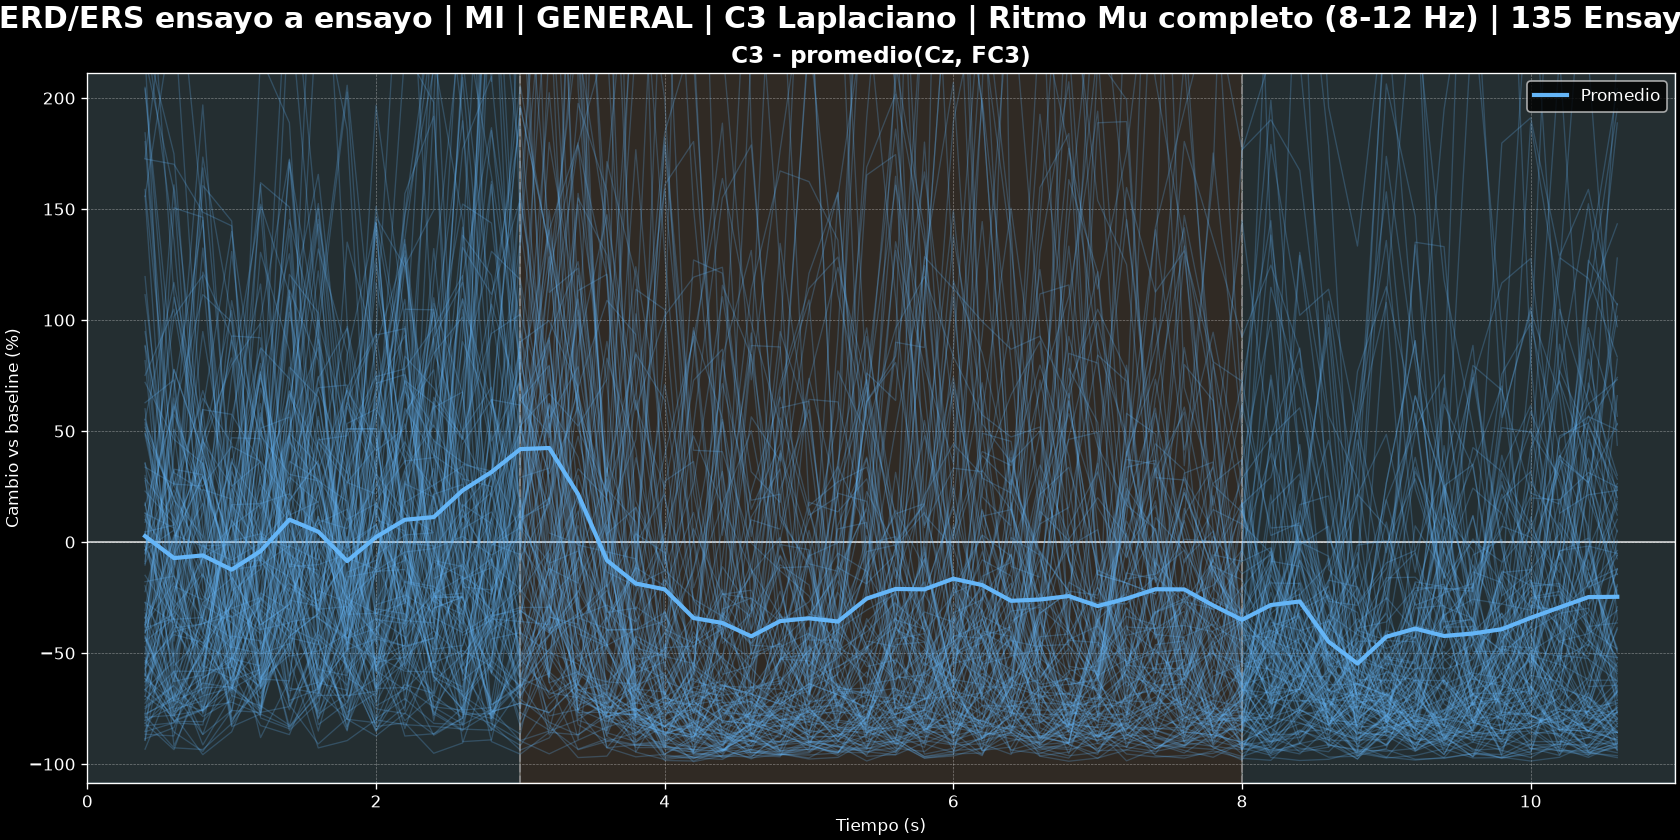 ERD/ERS ensayo a ensayo | MI | GENERAL | C3 Laplaciano | Ritmo Mu completo (8-12 Hz) | 135 Ensay
C3 - promedio(Cz, FC3)
Promedio
Cambio vs baseline (%)
200
150
100
50
0
−50
−100
0 2 4 6 8 10
Tiempo (s)